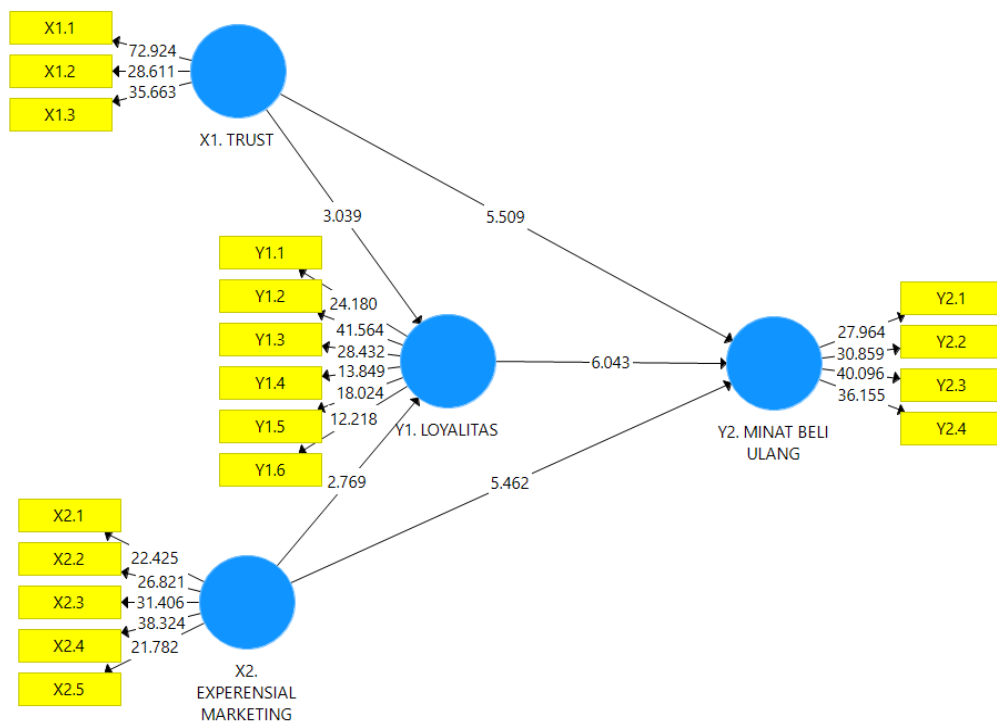 X1.1
X1.2
X1.3
72.924
28.611
35.663
X1. TRUST
3.039
5.509
Y1.1
Y1.2
Y1.3
Y1.4
Y1.5
Y1.6
24.180
41.564
28.432
13.849
18.024
12.218
Y1. LOYALITAS
6.043
27.964
30.859
40.096
36.155
Y2.1
Y2.2
Y2.3
Y2.4
Y2. MINAT BELI
ULANG
2.769
5.462
X2.1
X2.2
X2.3
X2.4
X2.5
22.425
26.821
31.406
38.324
21.782
X2.
EXPERENSIAL
MARKETING